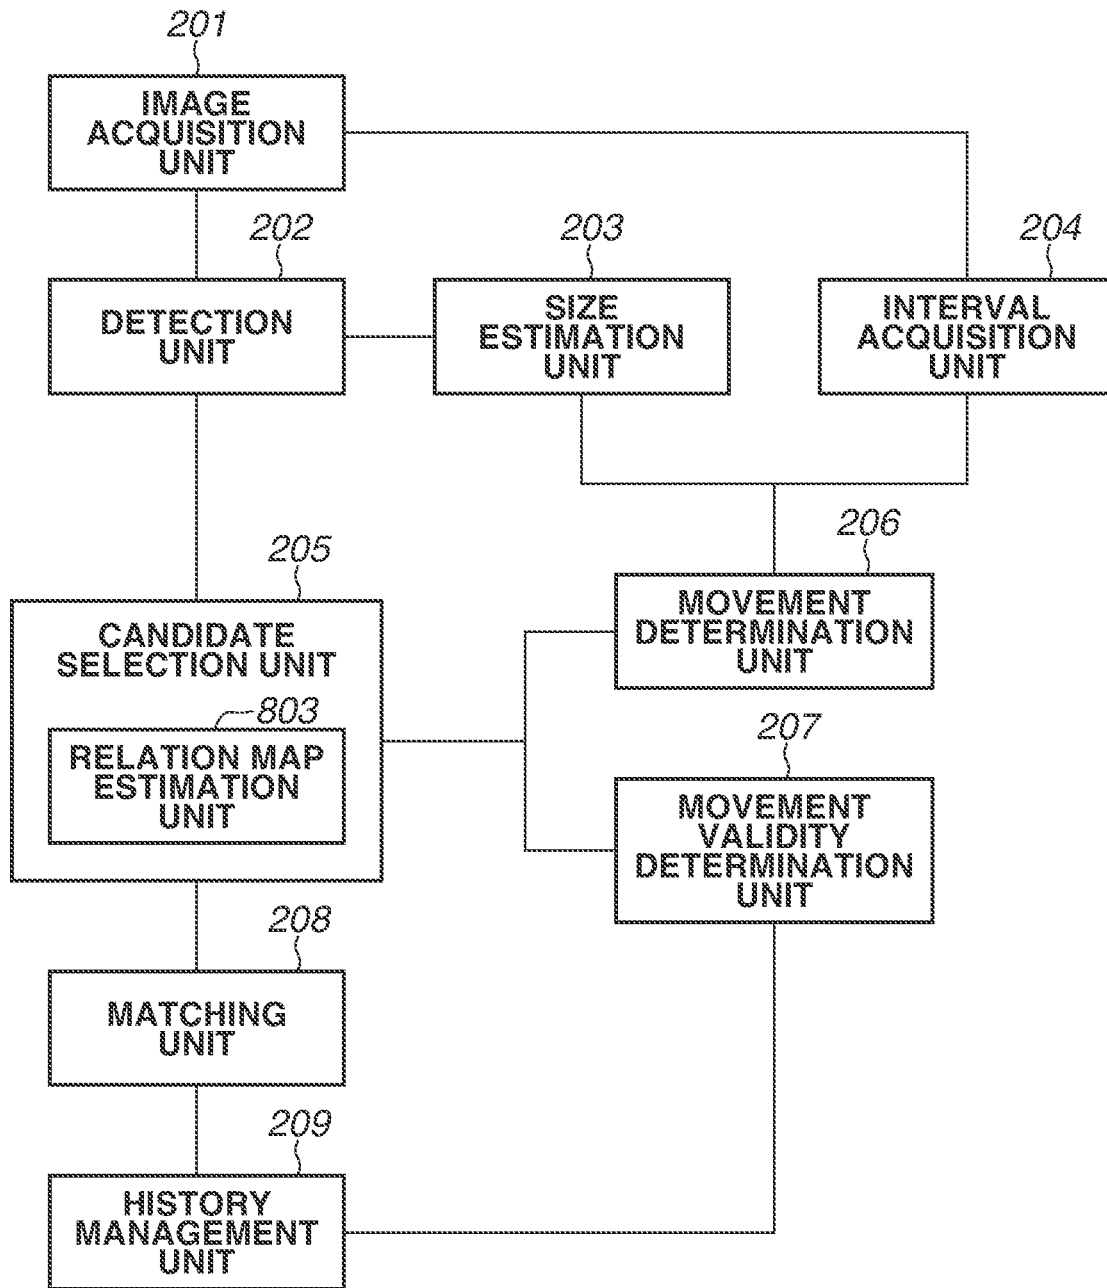 201
IMAGE
ACQUISITION
UNIT
202
203
204
DETECTION
UNIT
SIZE
ESTIMATION
UNIT
INTERVAL
ACQUISITION
UNIT
205
206
CANDIDATE
SELECTION UNIT
MOVEMENT
DETERMINATION
UNIT
803
RELATION MAP
ESTIMATION
UNIT
207
MOVEMENT
VALIDITY
DETERMINATION
UNIT
208
MATCHING
UNIT
209
HISTORY
MANAGEMENT
UNIT